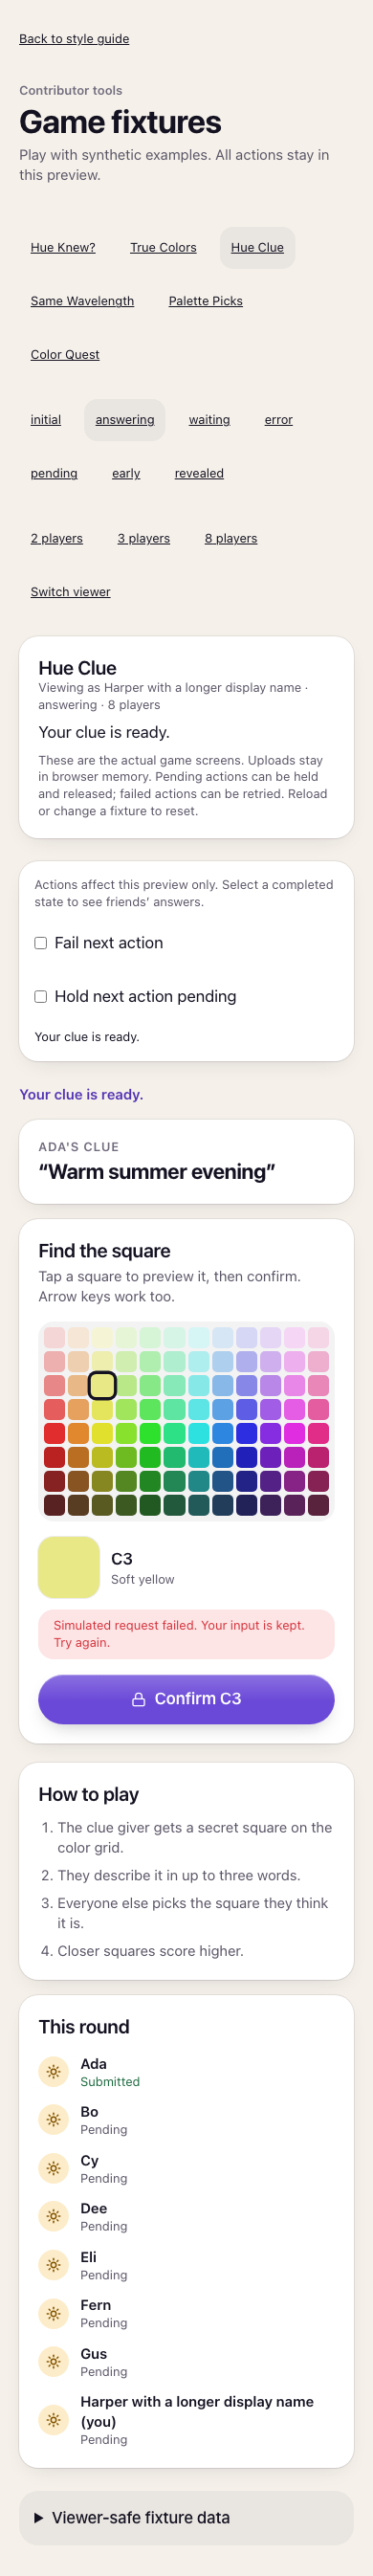 Back to style guide
Contributor tools
Game fixtures
Play with synthetic examples. All actions stay in
this preview.
Hue Knew?
True Colors
Hue Clue
Same Wavelength
Palette Picks
Color Quest
initial
answering
waiting
error
pending
early
revealed
2 players
3 players
8 players
Switch viewer
Hue Clue
Viewing as Harper with a longer display name ·
answering · 8 players
Your clue is ready.
These are the actual game screens. Uploads stay
in browser memory. Pending actions can be held
and released; failed actions can be retried. Reload
or change a fixture to reset.
Actions affect this preview only. Select a completed
state to see friends' answers.
Fail next action
Hold next action pending
Your clue is ready.
Your clue is ready.
ADA'S CLUE
“Warm summer evening”
Find the square
Tap a square to preview it, then confirm.
Arrow keys work too.
C3
Soft yellow
Simulated request failed. Your input is kept.
Try again.
Confirm C3
How to play
1. The clue giver gets a secret square on the
color grid.
2. They describe it in up to three words.
3. Everyone else picks the square they think
it is.
4. Closer squares score higher.
This round
Ada
Submitted
Bo
Pending
Cy
Pending
Dee
Pending
Eli
Pending
Fern
Pending
Gus
Pending
Harper with a longer display name
(you)
Pending
Viewer-safe fixture data